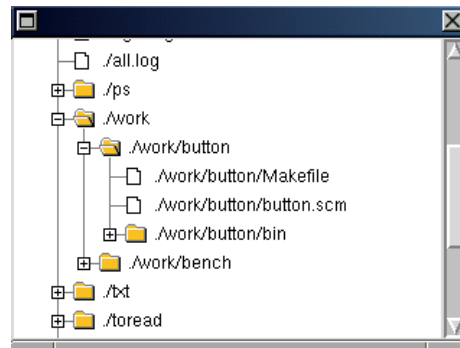 ./all.log
./ps
./work
./work/button
./work/button/Makefile
./work/button/button.scm
./work/button/bin
./work/bench
./txt
./toread